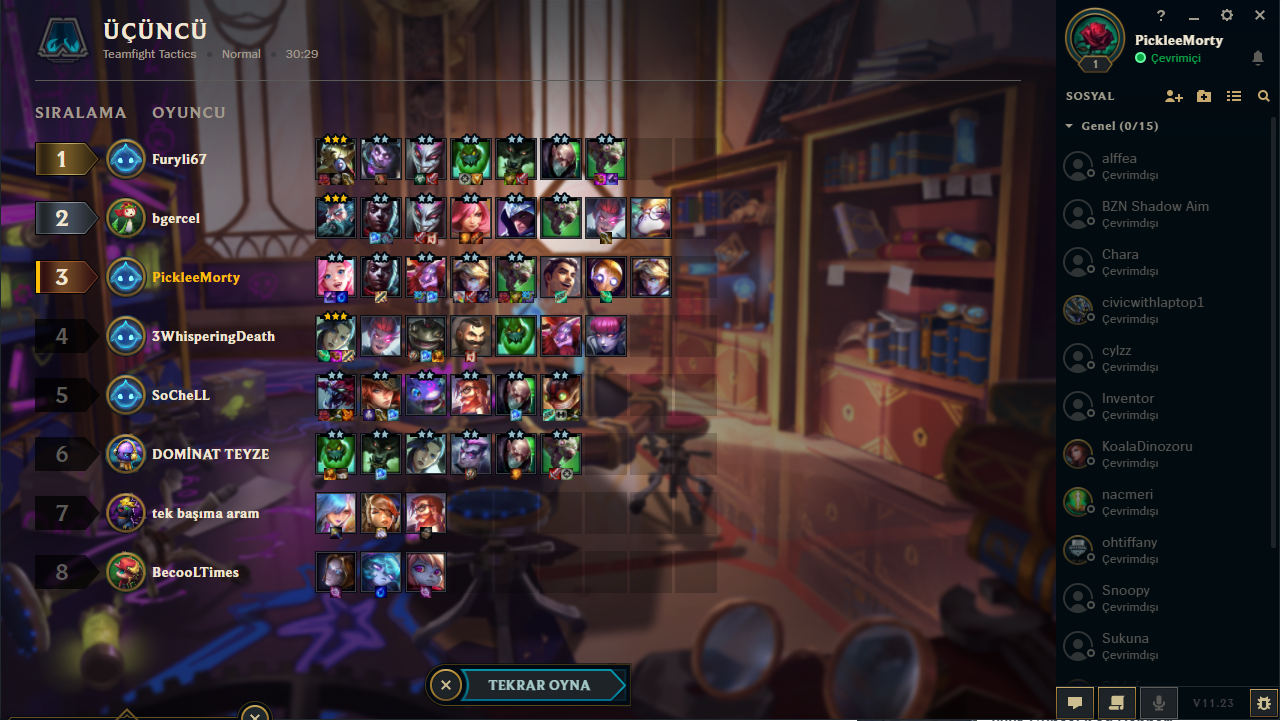 ÜÇÜNCÜ
Teamfight Tactics • Normal • 30:29
SIRALAMA OYUNCU
1 Furyli67
2 bgercel
3 PickleeMorty
4 3WhisperingDeath
5 SoCheLL
6 DOMİNAT TEYZE
7 tek başıma aram
8 BecooLTimes
TEKRAR OYNA
?
PickleeMorty
1
Çevrimiçi
SOSYAL
Genel (0/15)
alffea
Çevrimdışı
BZN Shadow Aim
Çevrimdışı
Chara
Çevrimdışı
civicwithlaptop1
Çevrimdışı
cylzz
Çevrimdışı
Inventor
Çevrimdışı
KoalaDinozoru
Çevrimdışı
nacmeri
Çevrimdışı
ohtiffany
Çevrimdışı
Snoopy
Çevrimdışı
Sukuna
Çevrimdışı
V11.23